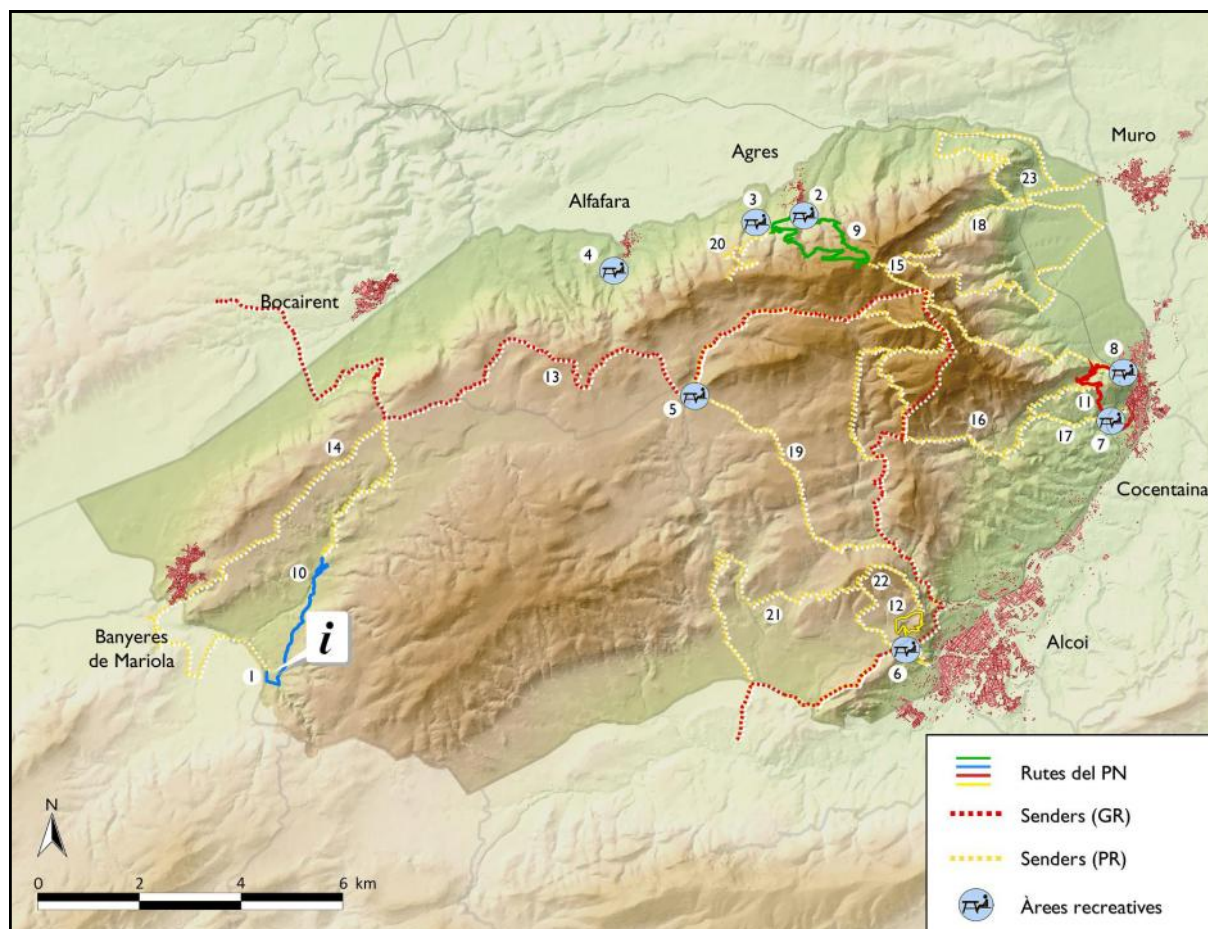 Muro
Agres
23
3
2
Alfafara
9
18
20
4
15
Bocairent
8
13
5
11
16
17
7
14
19
Cocentaina
10
22
12
21
i
Banyeres
de Mariola
Alcoi
1
6
Rutes del PN
N
Senders (GR)
Senders (PR)
0 2 4 6 km
Àrees recreatives